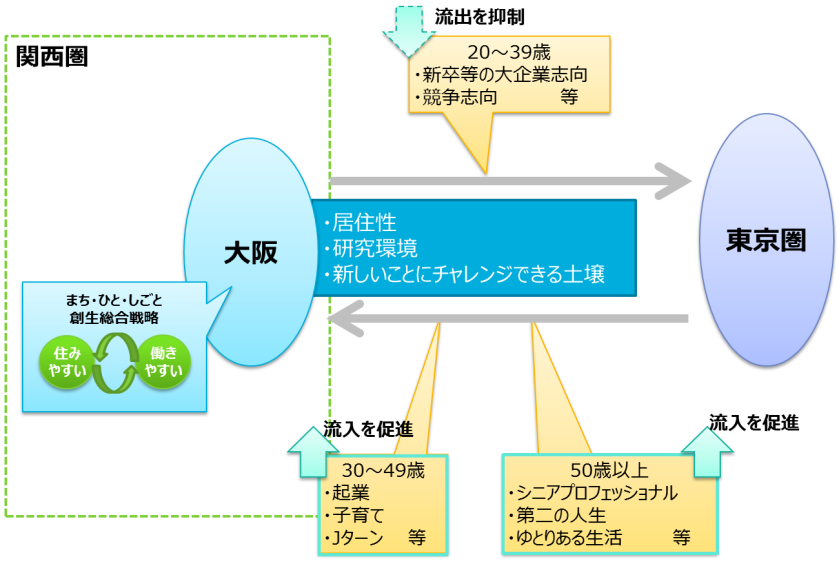 流出を抑制
関西圏
20～39歳
・新卒等の大企業志向
・競争志向　　　等
大阪
・居住性
・研究環境
・新しいことにチャレンジできる土壌
東京圏
まち・ひと・しごと
創生総合戦略
住み
やすい
働き
やすい
流入を促進
30～49歳
・起業
・子育て
・Jターン　等
流入を促進
50歳以上
・シニアプロフェッショナル
・第二の人生
・ゆとりある生活　　等